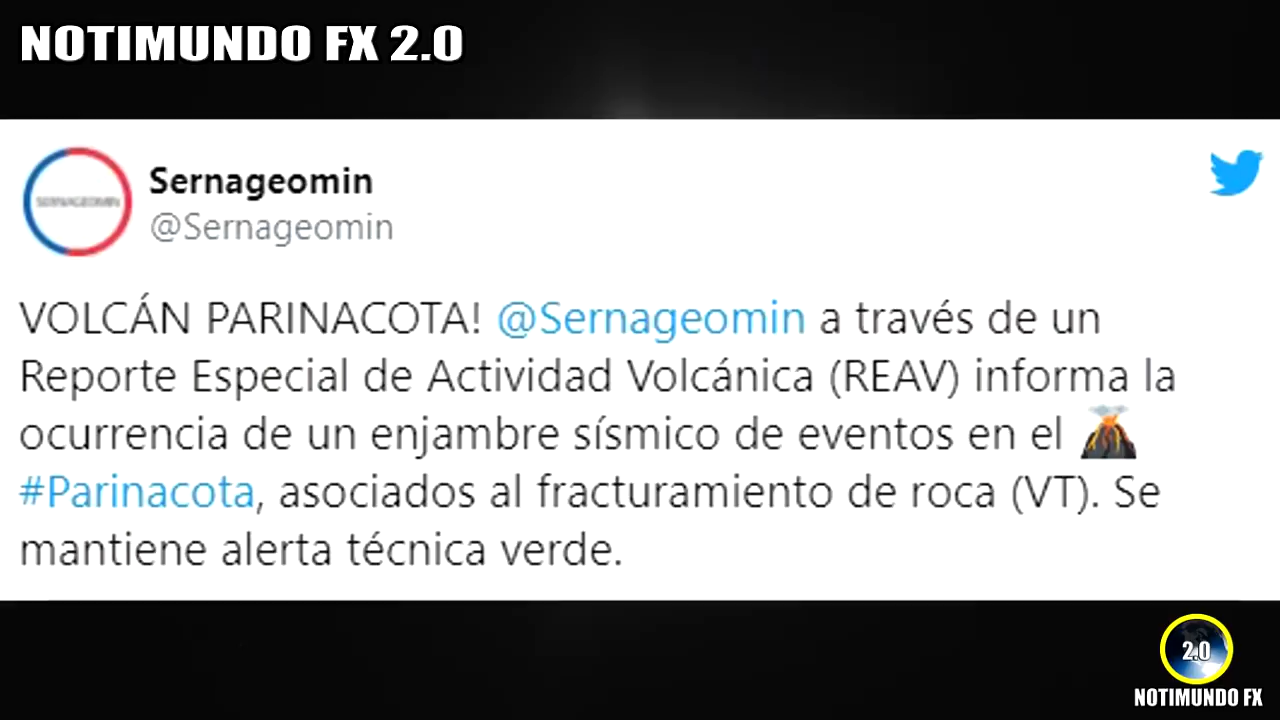 NOTIMUNDO FX 2.0
SERNAGEOMIN
Sernageomin
@Sernageomin
VOLCÁN PARINACOTA! @Sernageomin a través de un
Reporte Especial de Actividad Volcánica (REAV) informa la
ocurrencia de un enjambre sísmico de eventos en el 🌋
#Parinacota, asociados al fracturamiento de roca (VT). Se
mantiene alerta técnica verde.
2.0
NOTIMUNDO FX